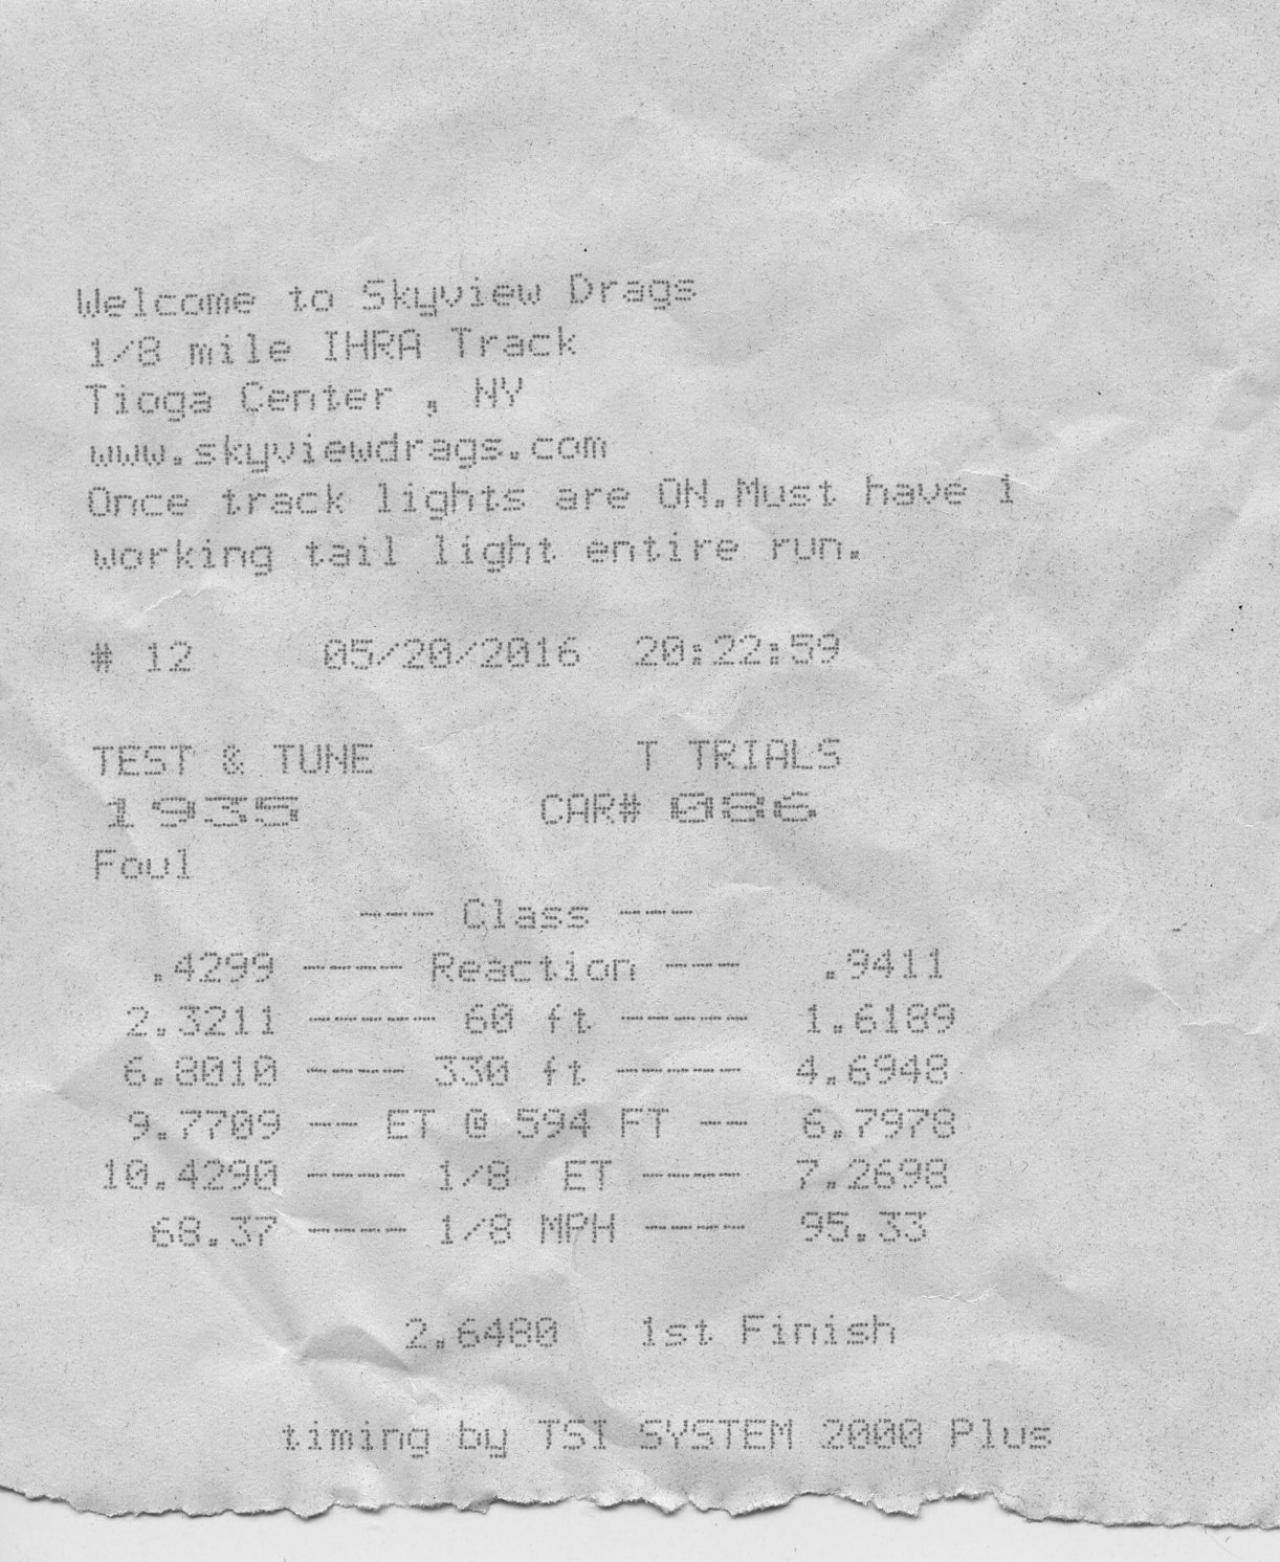 Welcome to Skyview Drags
1/8 mile IHRA Track
Tioga Center , NY
www.skyviewdrags.com
Once track lights are ON.Must have 1
working tail light entire run.
# 12 05/20/2016 20:22:59
TEST & TUNE T TRIALS
1935 CAR# 086
Foul
--- Class ---
.4299 ---- Reaction --- .9411
2.3211 ----- 60 ft ----- 1.6189
6.8010 ---- 330 ft ----- 4.6948
9.7709 -- ET @ 594 FT -- 6.7978
10.4290 ---- 1/8 ET ---- 7.2698
68.37 ---- 1/8 MPH ---- 95.33
2.6480 1st Finish
timing by TSI SYSTEM 2000 Plus